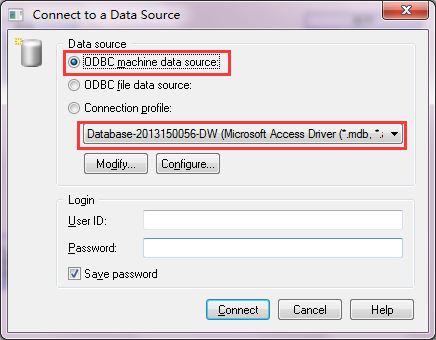 Connect to a Data Source
Data source
ODBC machine data source:
ODBC file data source:
Connection profile:
Database-2013150056-DW (Microsoft Access Driver (*.mdb, *.
Modify...
Configure...
Login
User ID:
Password:
Save password
Connect
Cancel
Help